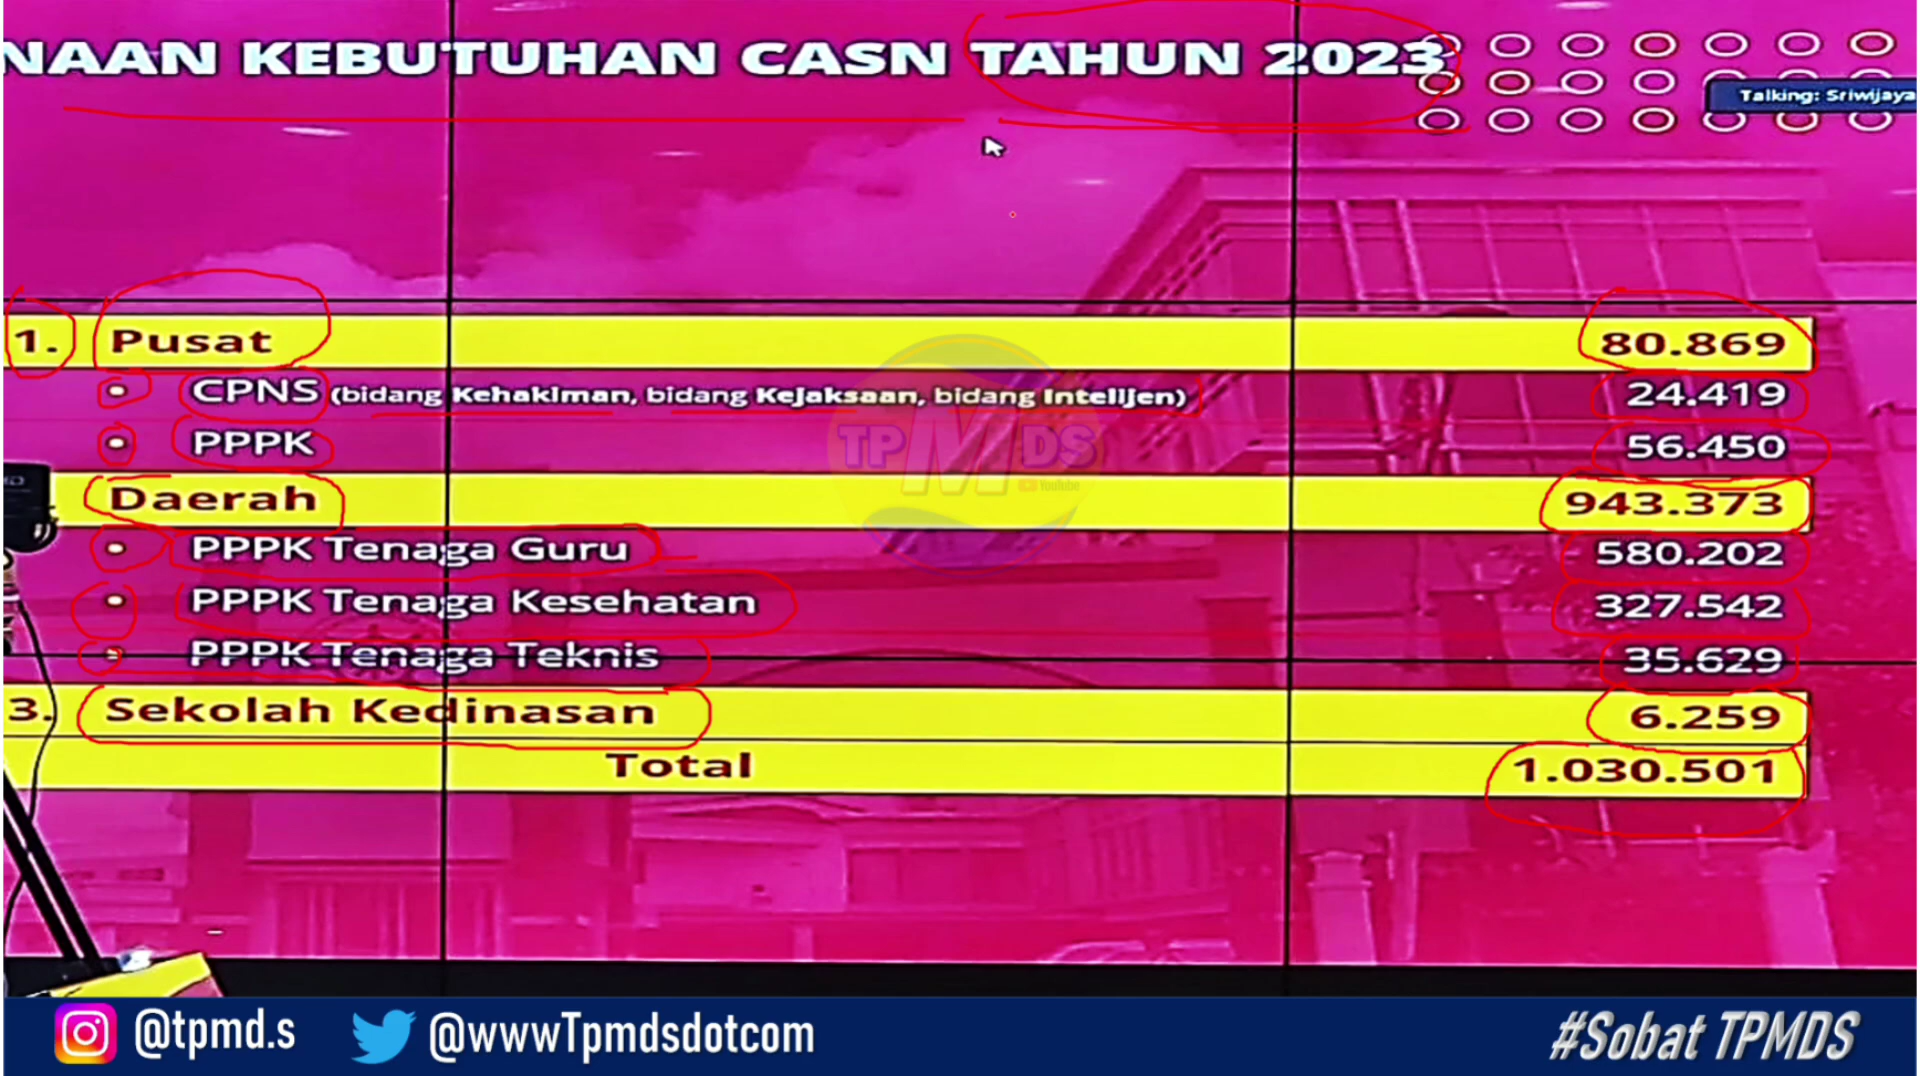 NAAN KEBUTUHAN CASN TAHUN 2023
Talking: Sriwijaya
1. Pusat 80.869
• CPNS (bidang Kehakiman, bidang Kejaksaan, bidang Intelijen) 24.419
• PPPK 56.450
Daerah 943.373
• PPPK Tenaga Guru 580.202
• PPPK Tenaga Kesehatan 327.542
• PPPK Tenaga Teknis 35.629
3. Sekolah Kedinasan 6.259
Total 1.030.501
TPMDS
YouTube
@tpmd.s @wwwTpmdsdotcom #Sobat TPMDS